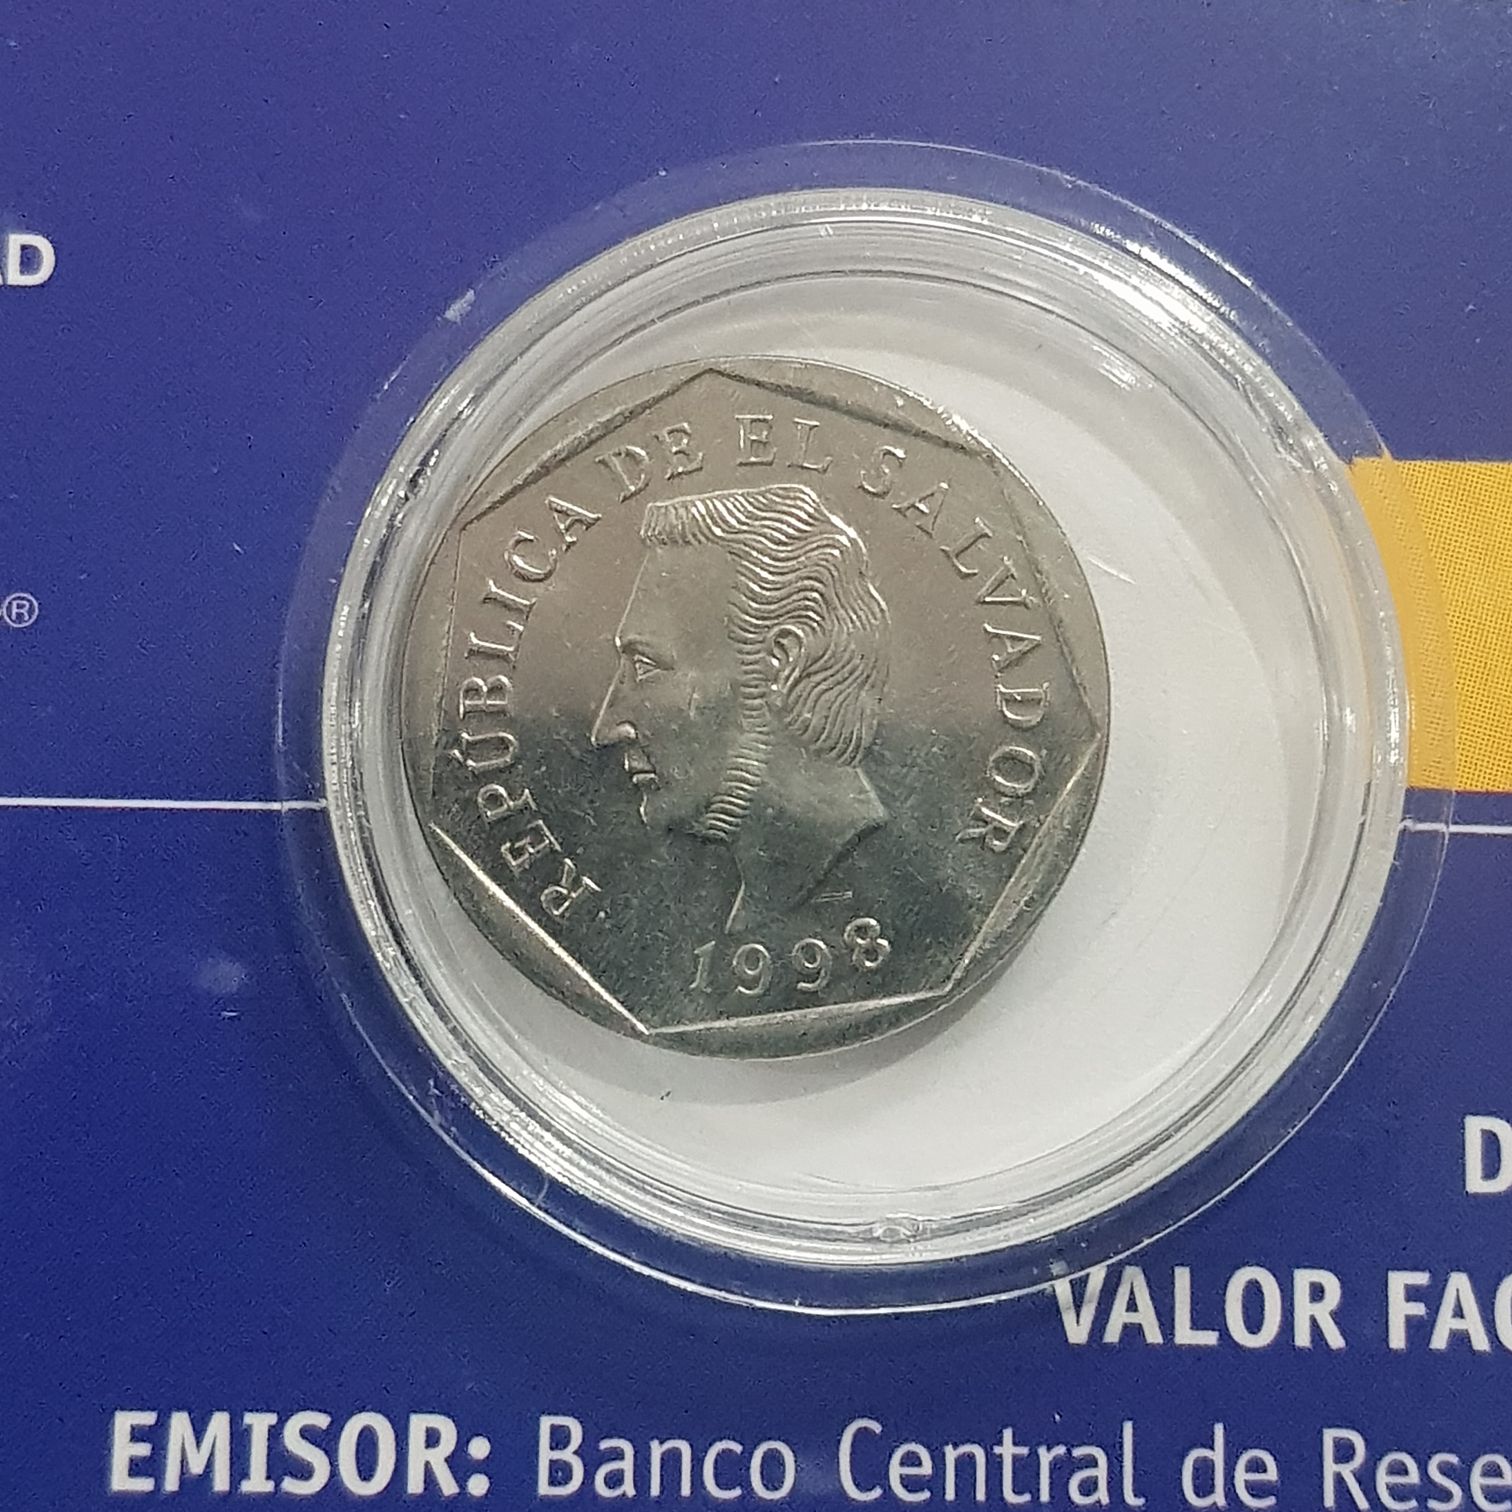 AD
®
REPÚBLICA DE EL SALVADOR
1998
D
VALOR FAC
EMISOR: Banco Central de Rese